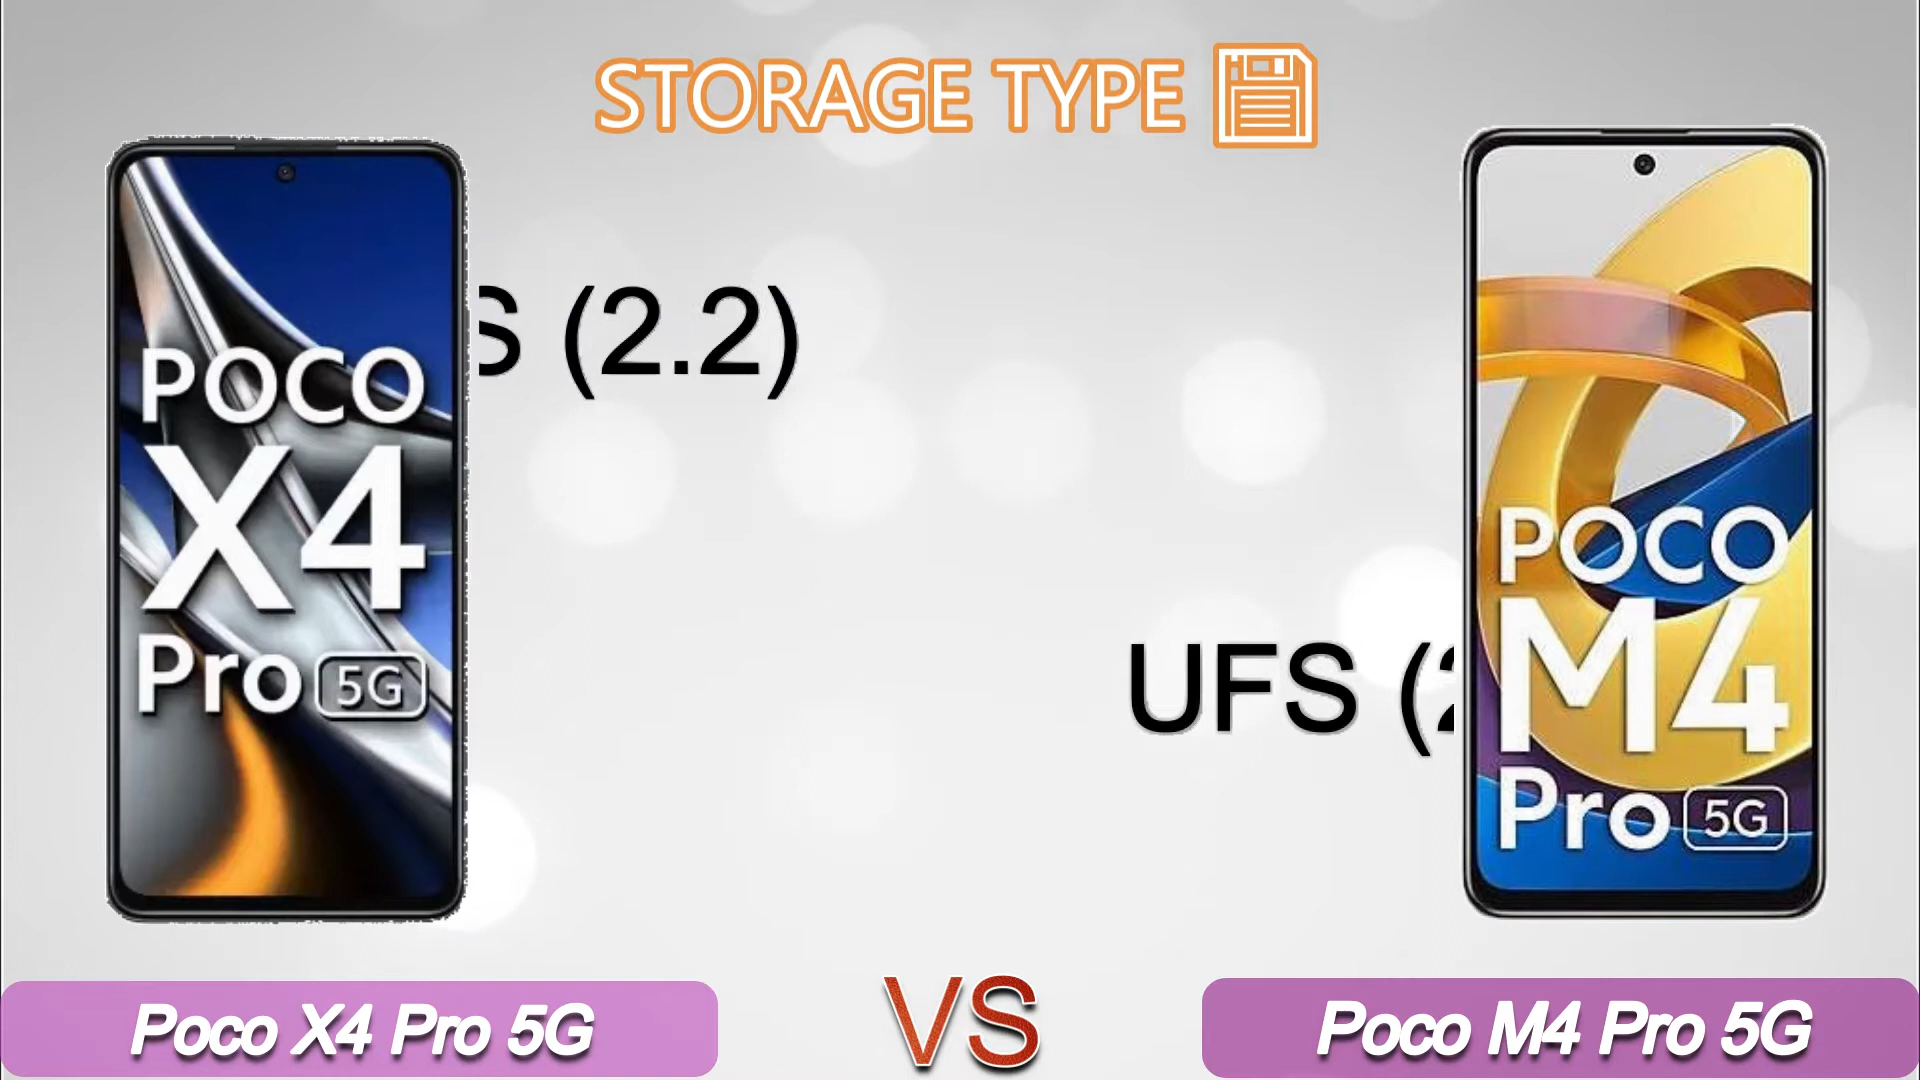 STORAGE TYPE
POCO
X4
Pro 5G
S (2.2)
UFS (2
POCO
M4
Pro 5G
Poco X4 Pro 5G
VS
Poco M4 Pro 5G